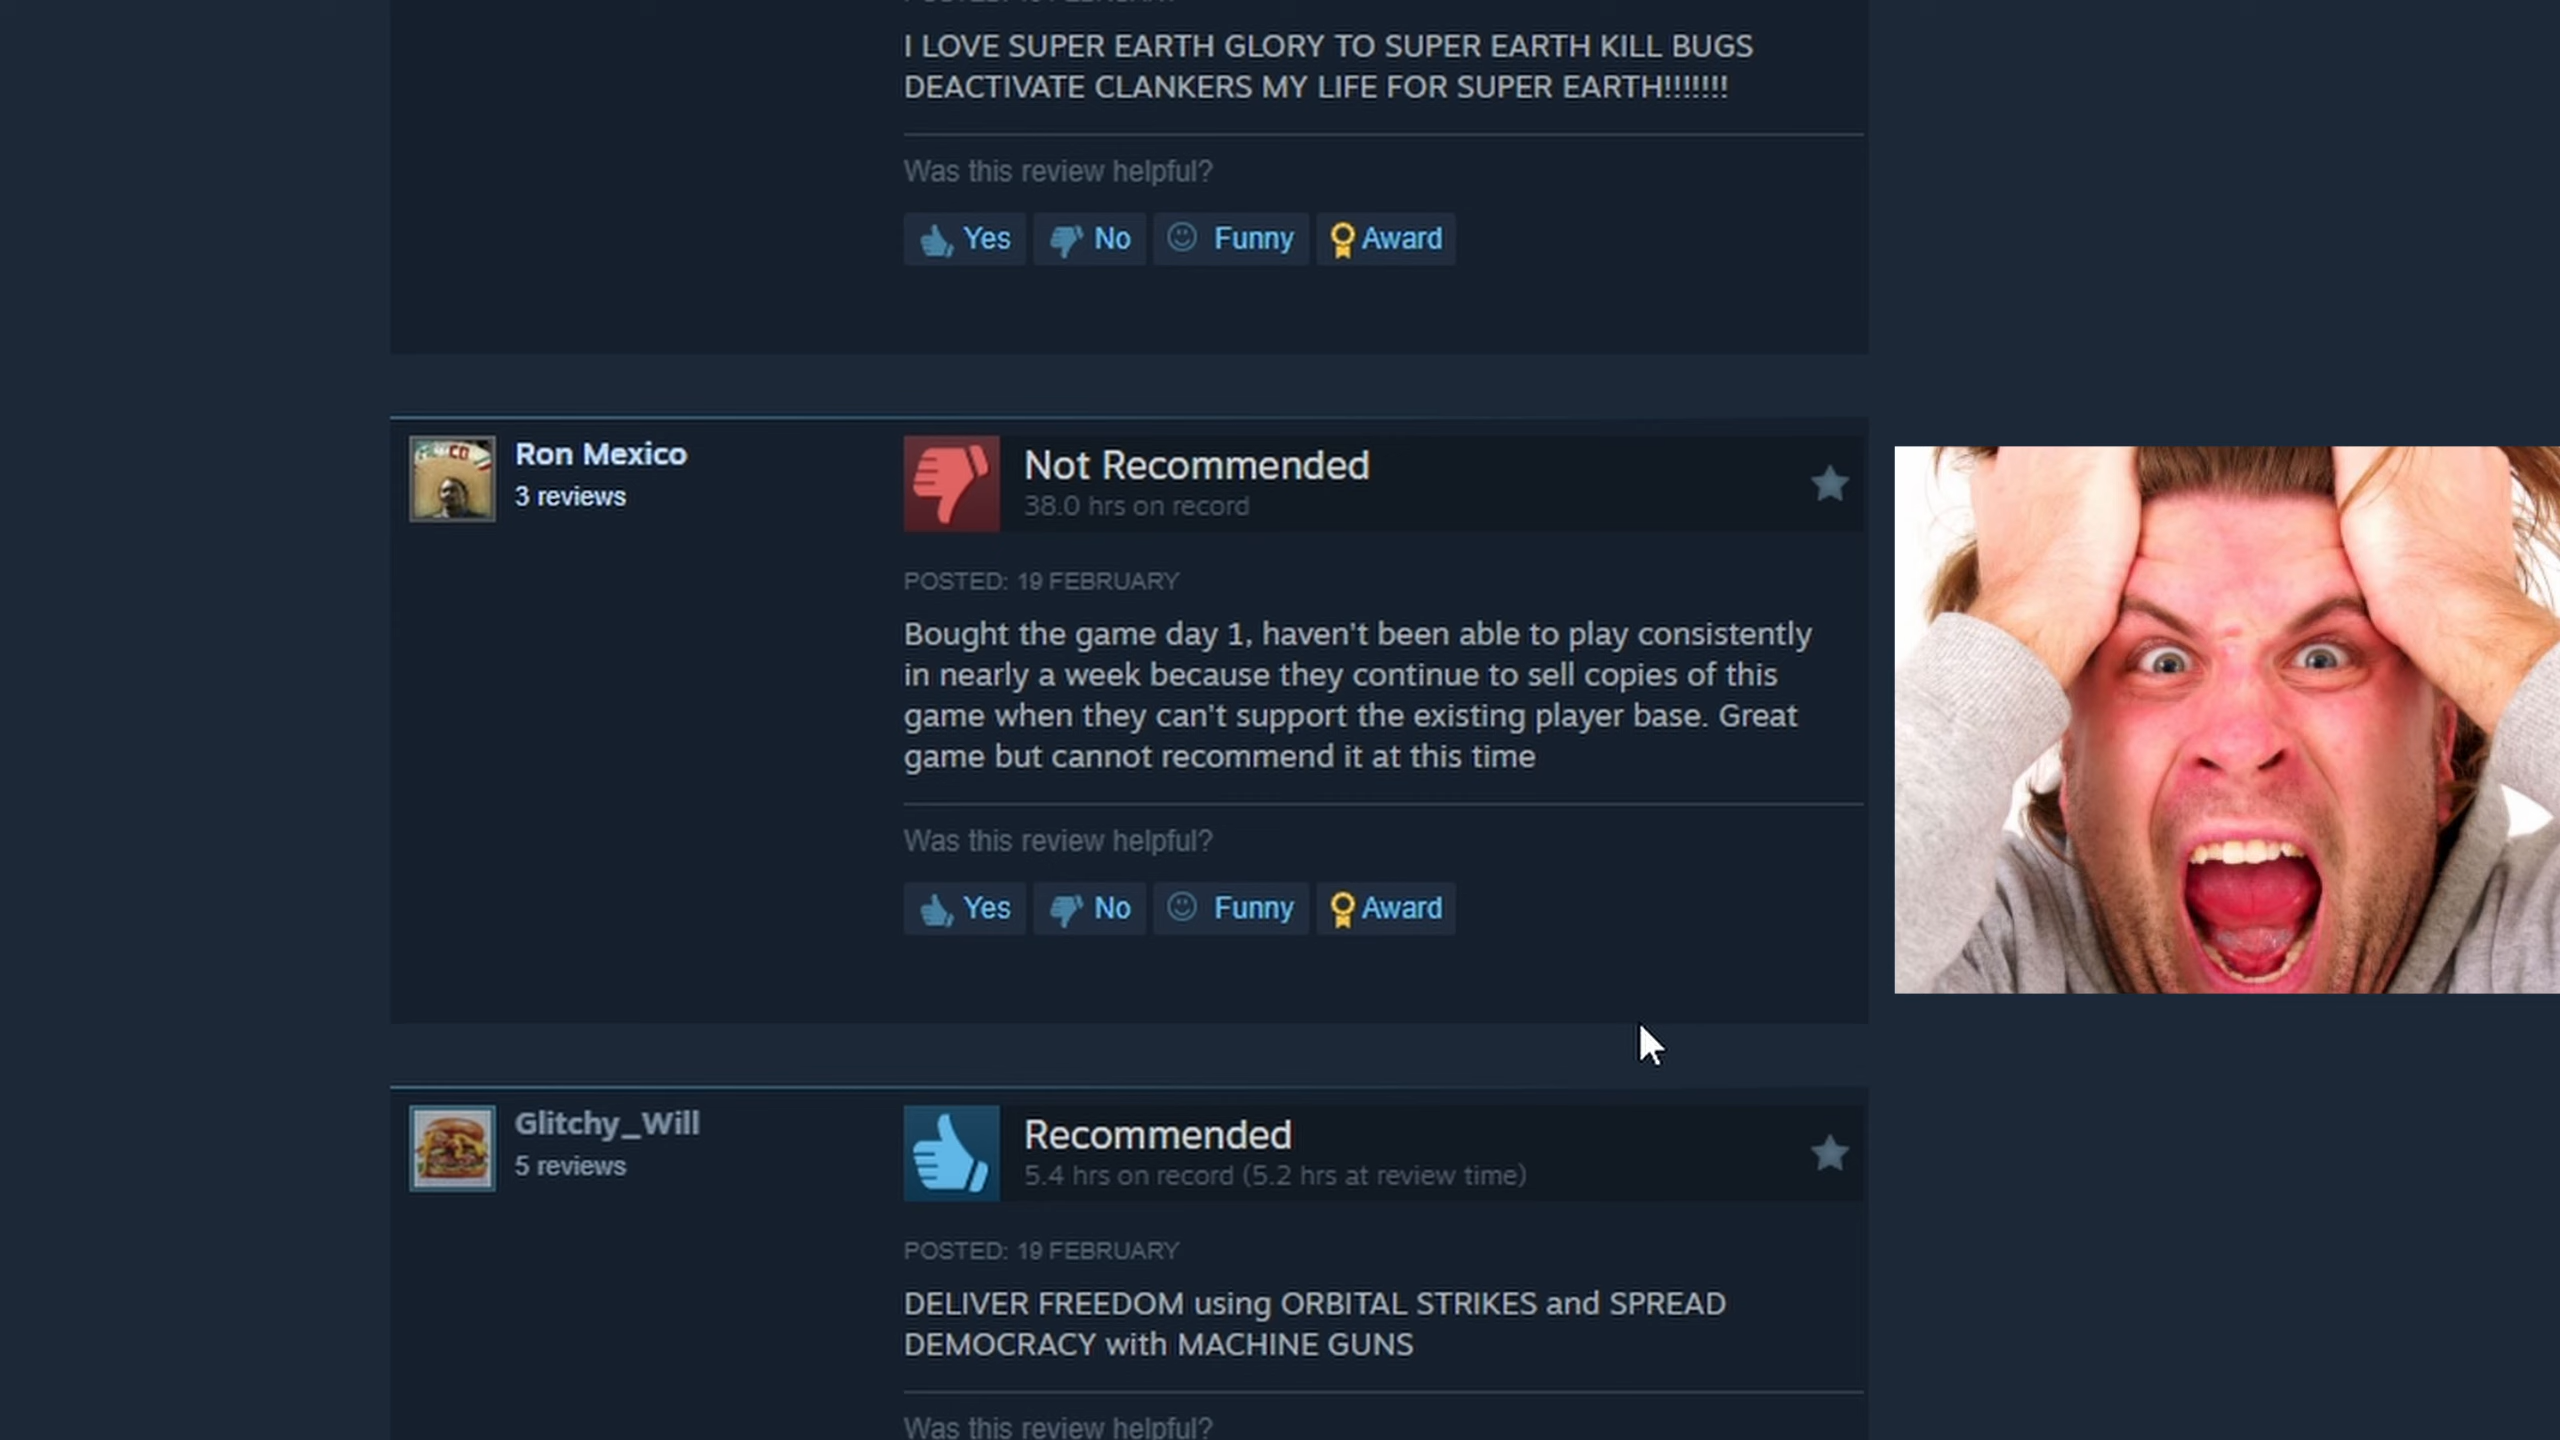 I LOVE SUPER EARTH GLORY TO SUPER EARTH KILL BUGS
DEACTIVATE CLANKERS MY LIFE FOR SUPER EARTH!!!!!!!
Was this review helpful?
Yes No Funny Award
Ron Mexico
3 reviews
Not Recommended
38.0 hrs on record
POSTED: 19 FEBRUARY
Bought the game day 1, haven't been able to play consistently
in nearly a week because they continue to sell copies of this
game when they can't support the existing player base. Great
game but cannot recommend it at this time
Was this review helpful?
Yes No Funny Award
Glitchy_Will
5 reviews
Recommended
5.4 hrs on record (5.2 hrs at review time)
POSTED: 19 FEBRUARY
DELIVER FREEDOM using ORBITAL STRIKES and SPREAD
DEMOCRACY with MACHINE GUNS
Was this review helpful?